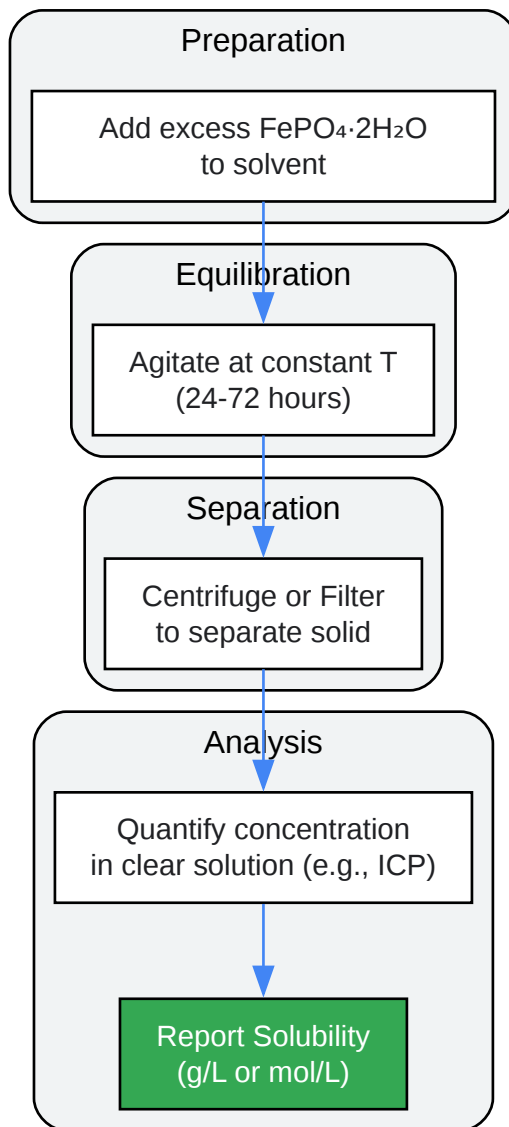 Preparation
Add excess FePO₄·2H₂O
to solvent
Equilibration
Agitate at constant T
(24-72 hours)
Separation
Centrifuge or Filter
to separate solid
Analysis
Quantify concentration
in clear solution (e.g., ICP)
Report Solubility
(g/L or mol/L)